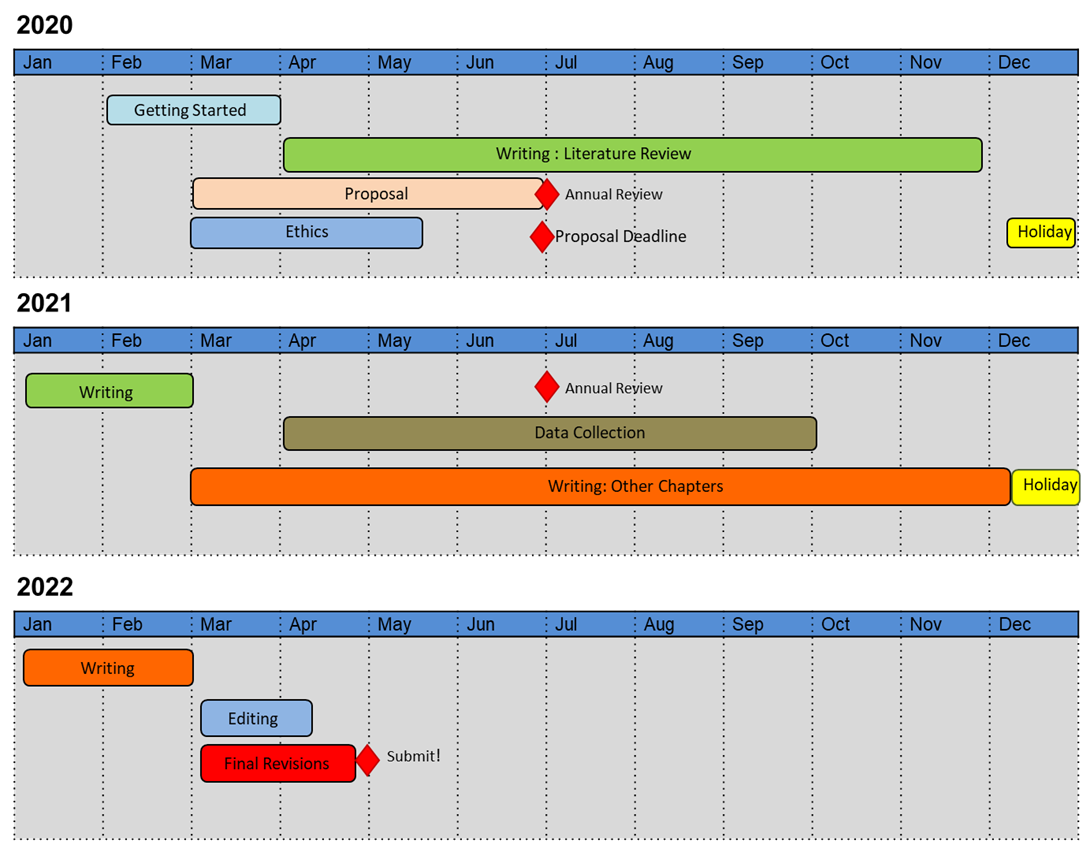 2020
Jan Feb Mar Apr May Jun Jul Aug Sep Oct Nov Dec
Getting Started
Writing : Literature Review
Proposal Annual Review
Ethics Proposal Deadline Holiday
2021
Jan Feb Mar Apr May Jun Jul Aug Sep Oct Nov Dec
Writing Annual Review
Data Collection
Writing: Other Chapters Holiday
2022
Jan Feb Mar Apr May Jun Jul Aug Sep Oct Nov Dec
Writing
Editing
Final Revisions Submit!